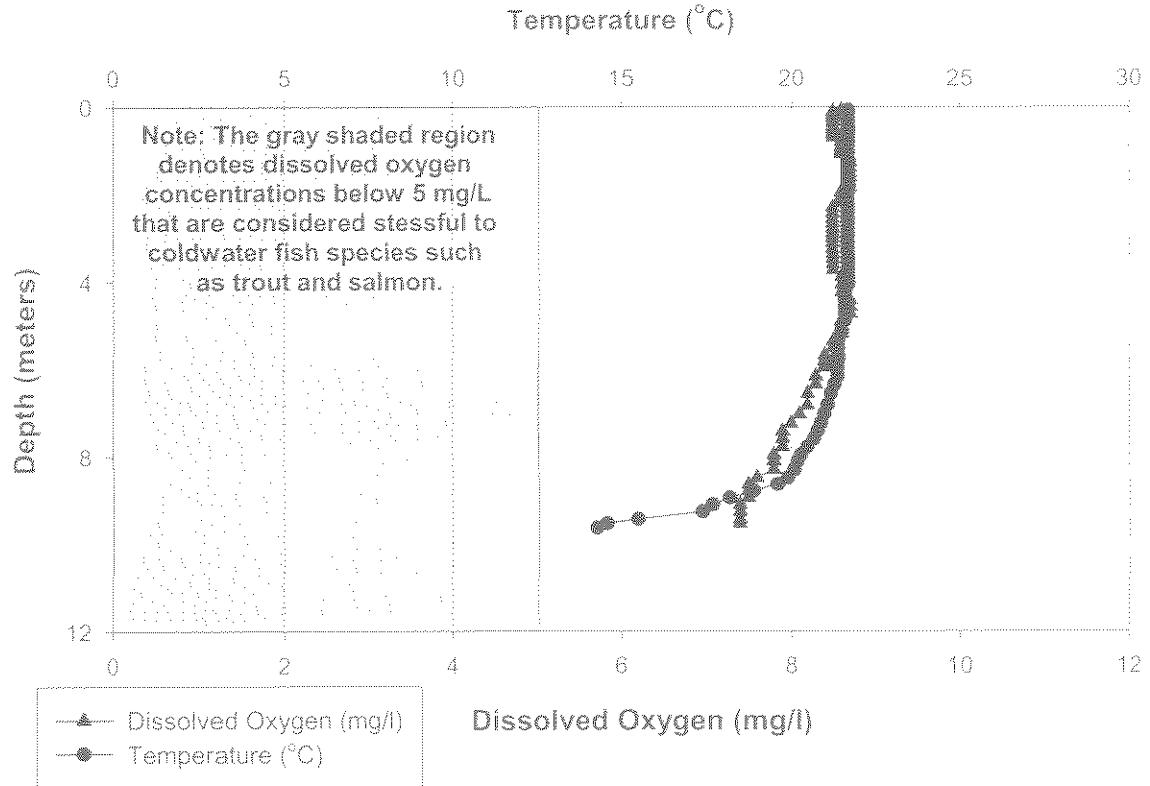 Temperature (°C)
0 5 10 15 20 25 30
Note: The gray shaded region
denotes dissolved oxygen
concentrations below 5 mg/L
that are considered stessful to
coldwater fish species such
as trout and salmon.
Depth (meters)
0
4
8
12
0 2 4 6 8 10 12
Dissolved Oxygen (mg/l)
Dissolved Oxygen (mg/l)
Temperature (°C)